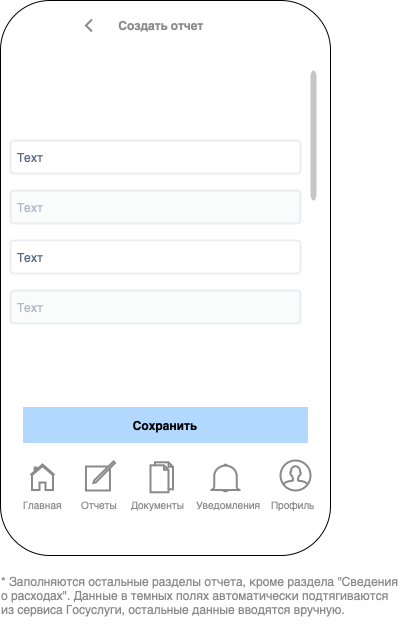 Создать отчет
Текст
Текст
Текст
Текст
Сохранить
Главная Отчеты Документы Уведомления Профиль
* Заполняются остальные разделы отчета, кроме раздела "Сведения
о расходах". Данные в темных полях автоматически подтягиваются
из сервиса Госуслуги, остальные данные вводятся вручную.